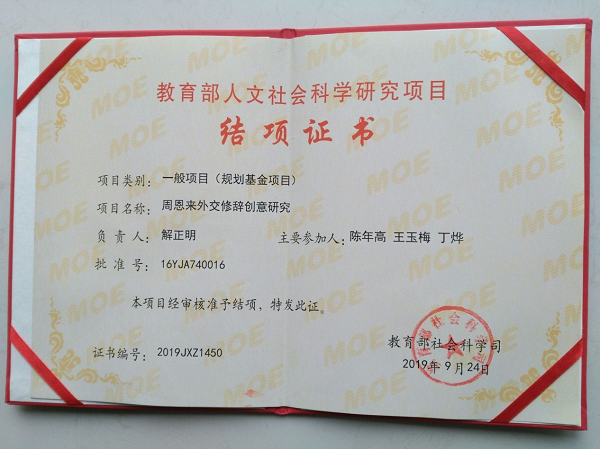 教育部人文社会科学研究项目
结项证书
项目类别：一般项目（规划基金项目）
项目名称：周恩来外交修辞创意研究
负责人：解正明 主要参加人：陈年高 王玉梅 丁烨
批准号：16YJA740016
本项目经审核准予结项，特发此证。
证书编号：2019JXZ1450
教育部社会科学司
2019年9月24日